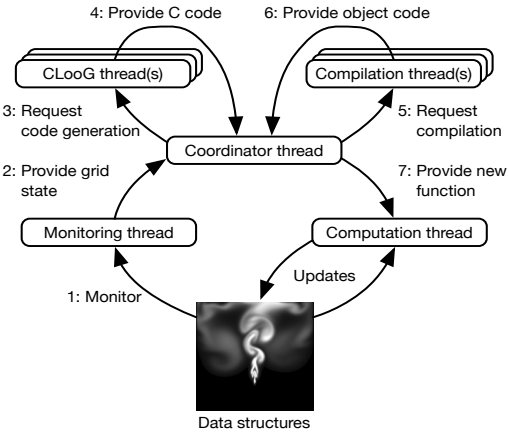 4: Provide C code
6: Provide object code
CLooG thread(s)
Compilation thread(s)
3: Request
code generation
5: Request
compilation
Coordinator thread
2: Provide grid
state
7: Provide new
function
Monitoring thread
Computation thread
Updates
1: Monitor
Data structures